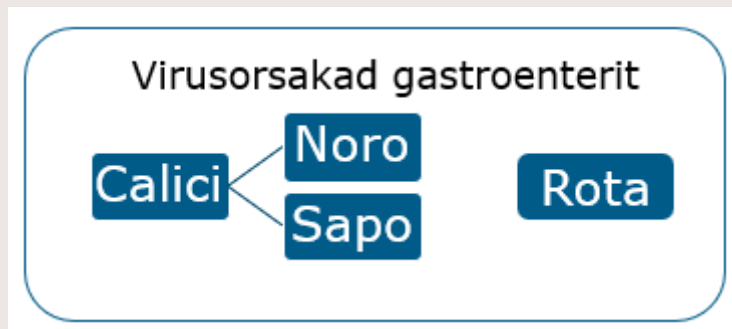 Virusorsakad gastroenterit
Noro
Calici
Sapo
Rota